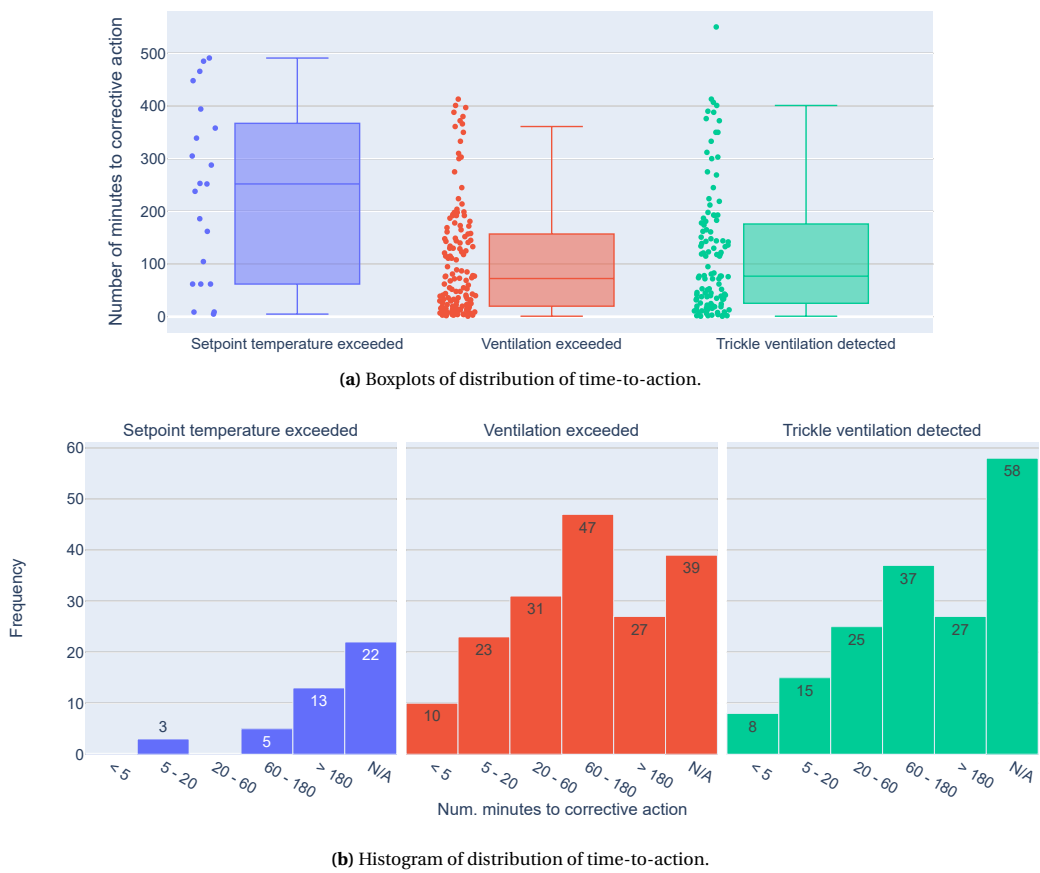 Number of minutes to corrective action
500
400
300
200
100
0
Setpoint temperature exceeded
Ventilation exceeded
Trickle ventilation detected
(a) Boxplots of distribution of time-to-action.
Setpoint temperature exceeded
Ventilation exceeded
Trickle ventilation detected
Frequency
60
50
40
30
20
10
0
3
5
13
22
10
23
31
47
27
39
8
15
25
37
27
58
< 5
5 - 20
20 - 60
60 - 180
> 180
N/A
< 5
5 - 20
20 - 60
60 - 180
> 180
N/A
< 5
5 - 20
20 - 60
60 - 180
> 180
N/A
Num. minutes to corrective action
(b) Histogram of distribution of time-to-action.